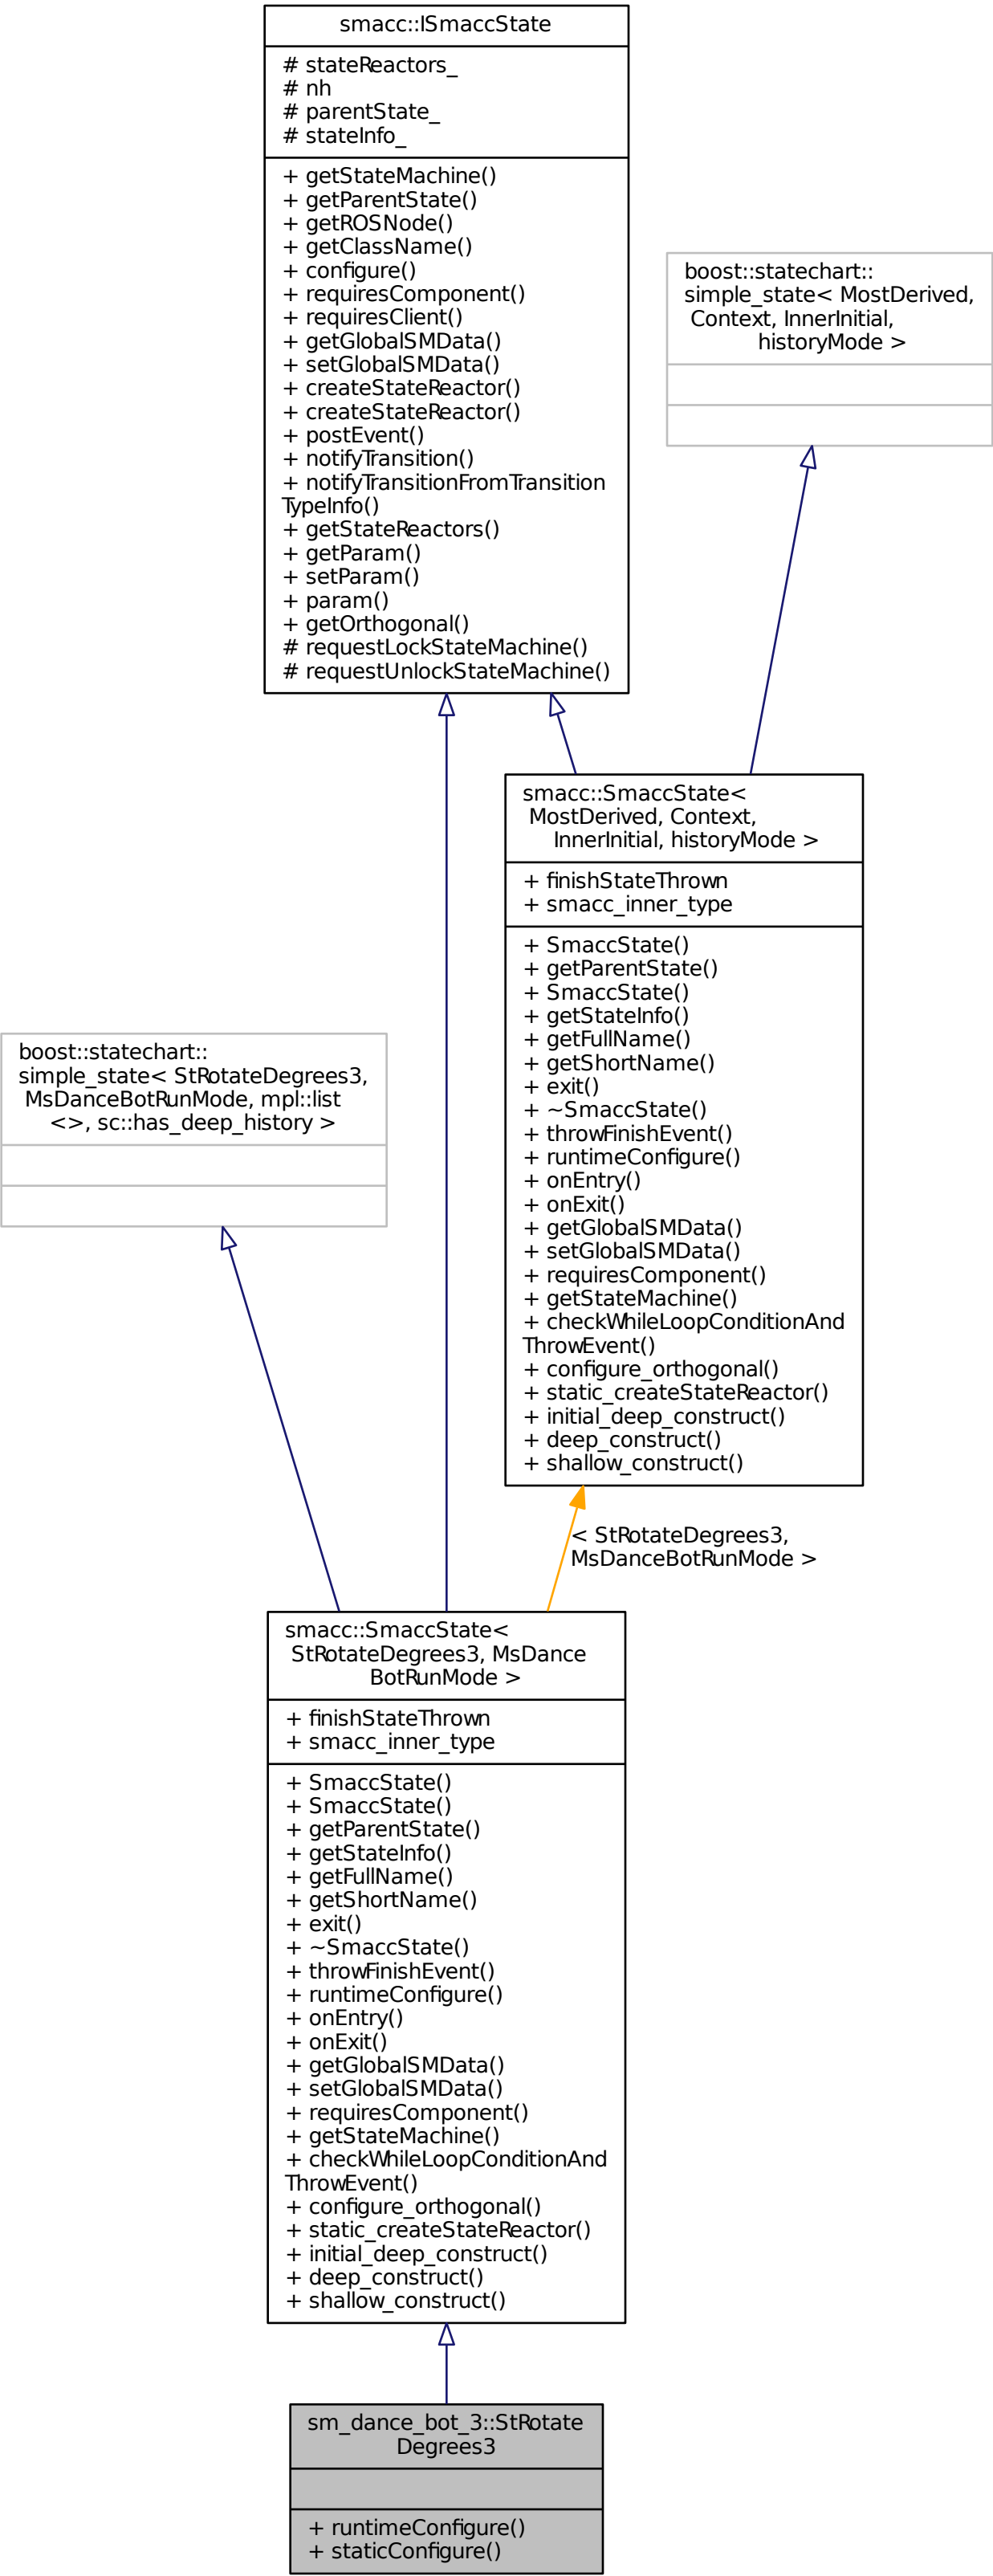 smacc::ISmaccState
# stateReactors_
# nh
# parentState_
# stateInfo_
+ getStateMachine()
+ getParentState()
+ getROSNode()
+ getClassName()
+ configure()
+ requiresComponent()
+ requiresClient()
+ getGlobalSMData()
+ setGlobalSMData()
+ createStateReactor()
+ createStateReactor()
+ postEvent()
+ notifyTransition()
+ notifyTransitionFromTransition
TypeInfo()
+ getStateReactors()
+ getParam()
+ setParam()
+ param()
+ getOrthogonal()
# requestLockStateMachine()
# requestUnlockStateMachine()
boost::statechart::
simple_state< MostDerived,
Context, InnerInitial,
historyMode >
smacc::SmaccState<
MostDerived, Context,
InnerInitial, historyMode >
+ finishStateThrown
+ smacc_inner_type
+ SmaccState()
+ getParentState()
+ SmaccState()
+ getStateInfo()
+ getFullName()
+ getShortName()
+ exit()
+ ~SmaccState()
+ throwFinishEvent()
+ runtimeConfigure()
+ onEntry()
+ onExit()
+ getGlobalSMData()
+ setGlobalSMData()
+ requiresComponent()
+ getStateMachine()
+ checkWhileLoopConditionAnd
ThrowEvent()
+ configure_orthogonal()
+ static_createStateReactor()
+ initial_deep_construct()
+ deep_construct()
+ shallow_construct()
boost::statechart::
simple_state< StRotateDegrees3,
MsDanceBotRunMode, mpl::list
<>, sc::has_deep_history >
< StRotateDegrees3,
MsDanceBotRunMode >
smacc::SmaccState<
StRotateDegrees3, MsDance
BotRunMode >
+ finishStateThrown
+ smacc_inner_type
+ SmaccState()
+ SmaccState()
+ getParentState()
+ getStateInfo()
+ getFullName()
+ getShortName()
+ exit()
+ ~SmaccState()
+ throwFinishEvent()
+ runtimeConfigure()
+ onEntry()
+ onExit()
+ getGlobalSMData()
+ setGlobalSMData()
+ requiresComponent()
+ getStateMachine()
+ checkWhileLoopConditionAnd
ThrowEvent()
+ configure_orthogonal()
+ static_createStateReactor()
+ initial_deep_construct()
+ deep_construct()
+ shallow_construct()
sm_dance_bot_3::StRotate
Degrees3
+ runtimeConfigure()
+ staticConfigure()